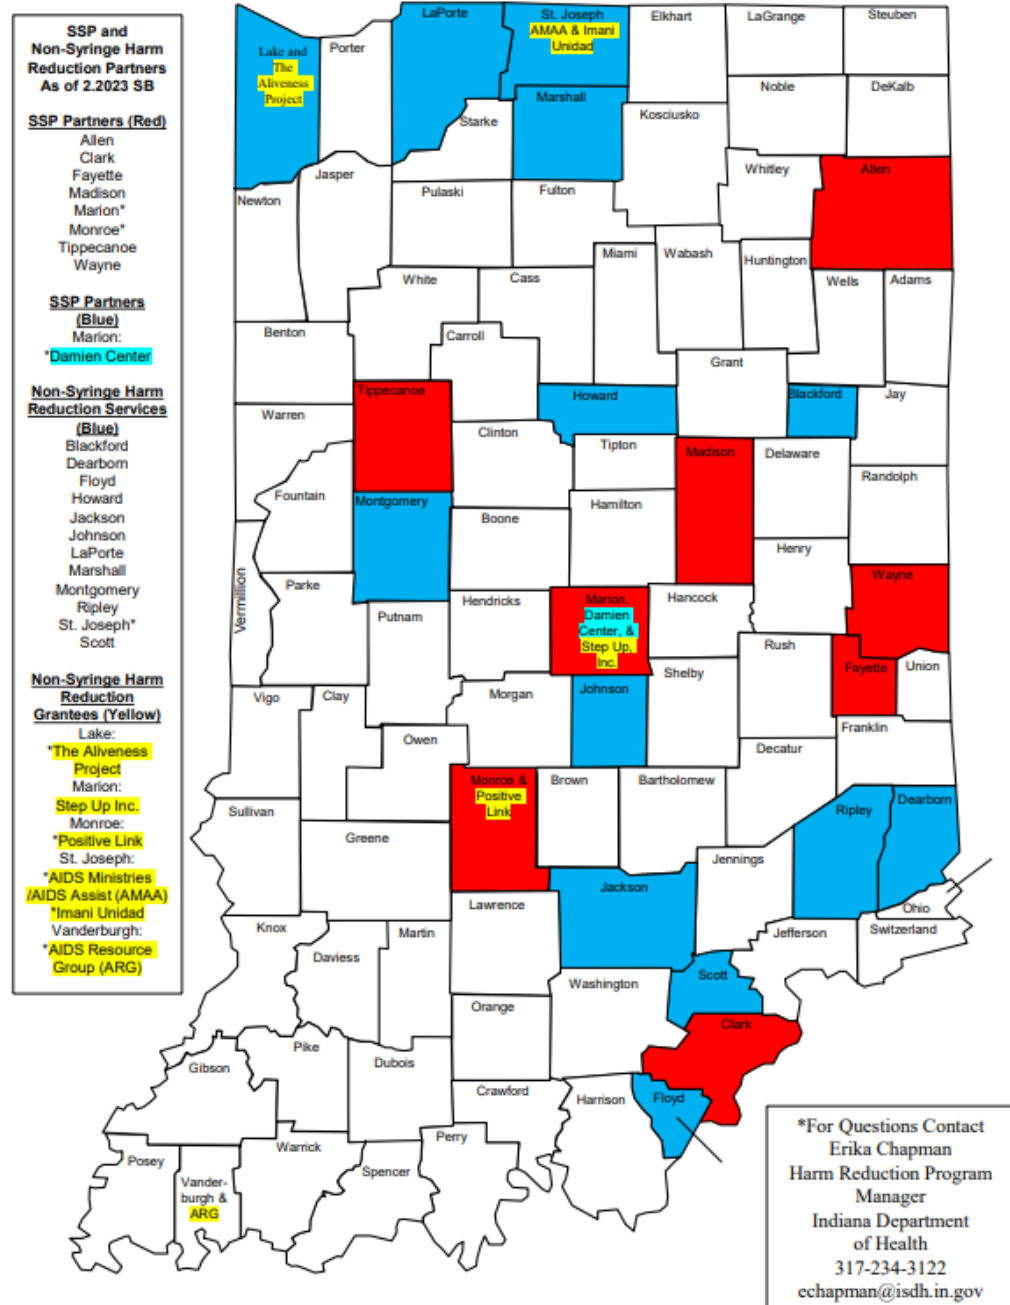 SSP and
Non-Syringe Harm
Reduction Partners
As of 2.2023 SB
SSP Partners (Red)
Allen
Clark
Fayette
Madison
Marion*
Monroe*
Tippecanoe
Wayne
SSP Partners
(Blue)
Marion:
*Damien Center
Non-Syringe Harm
Reduction Services
(Blue)
Blackford
Dearborn
Floyd
Howard
Jackson
Johnson
LaPorte
Marshall
Montgomery
Ripley
St. Joseph*
Scott
Non-Syringe Harm
Reduction
Grantees (Yellow)
Lake:
*The Aliveness
Project
Marion:
Step Up Inc.
Monroe:
*Positive Link
St. Joseph:
*AIDS Ministries
/AIDS Assist (AMAA)
*Imani Unidad
Vanderburgh:
*AIDS Resource
Group (ARG)
Lake and
The
Aliveness
Project
Porter
LaPorte
St. Joseph
AMAA & Imani
Unidad
Elkhart
LaGrange
Steuben
Noble
DeKalb
Marshall
Starke
Kosciusko
Whitley
Allen
Newton
Jasper
Pulaski
Fulton
Miami
Wabash
Huntington
Wells
Adams
White
Cass
Benton
Carroll
Grant
Tippecanoe
Howard
Blackford
Jay
Warren
Clinton
Tipton
Madison
Delaware
Randolph
Fountain
Montgomery
Boone
Hamilton
Henry
Wayne
Vermillion
Parke
Putnam
Hendricks
Marion,
Damien
Center, &
Step Up,
Inc.
Hancock
Rush
Fayette
Union
Vigo
Clay
Morgan
Johnson
Shelby
Franklin
Owen
Decatur
Monroe &
Positive
Link
Brown
Bartholomew
Sullivan
Greene
Ripley
Dearborn
Jennings
Jackson
Lawrence
Ohio
Knox
Martin
Jefferson
Switzerland
Daviess
Washington
Scott
Orange
Clark
Pike
Gibson
Dubois
Crawford
Harrison
Floyd
Posey
Warrick
Perry
Spencer
Vander-
burgh &
ARG
*For Questions Contact
Erika Chapman
Harm Reduction Program
Manager
Indiana Department
of Health
317-234-3122
echapman@isdh.in.gov